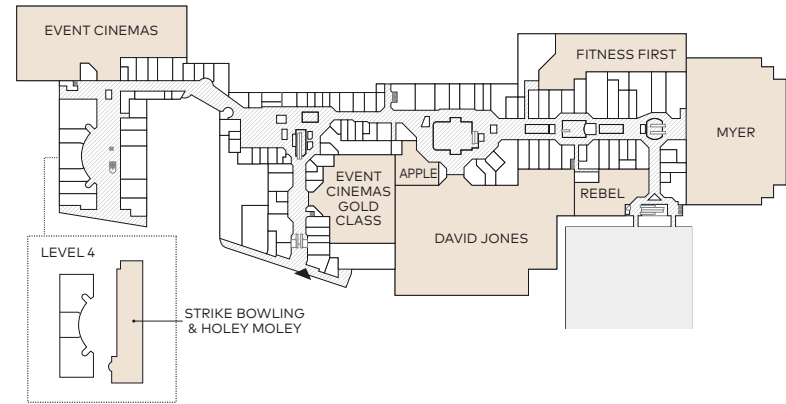 EVENT CINEMAS
FITNESS FIRST
MYER
APPLE
EVENT
CINEMAS
GOLD
CLASS
REBEL
DAVID JONES
LEVEL 4
STRIKE BOWLING
& HOLEY MOLEY